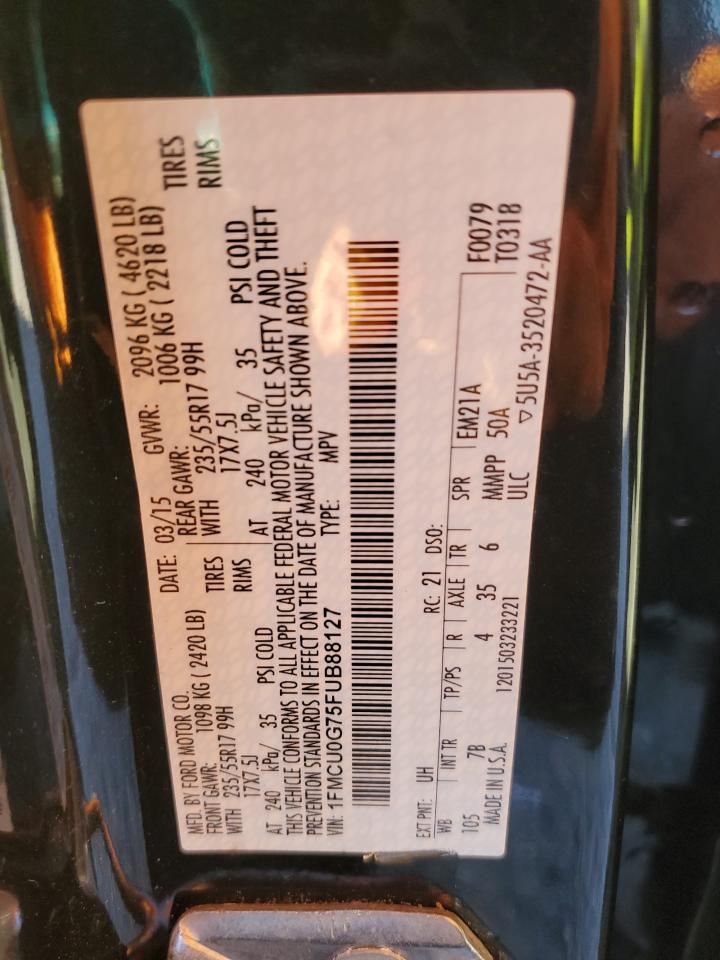 MFD. BY FORD MOTOR CO. DATE: 03/15 GVWR: 2096 KG ( 4620 LB)
FRONT GAWR: 1098 KG ( 2420 LB) REAR GAWR: 1006 KG ( 2218 LB)
WITH 235/55R17 99H TIRES WITH 235/55R17 99H TIRES
17X7.5J RIMS 17X7.5J RIMS
AT 240 kPa/ 35 PSI COLD AT 240 kPa/ 35 PSI COLD
THIS VEHICLE CONFORMS TO ALL APPLICABLE FEDERAL MOTOR VEHICLE SAFETY AND THEFT
PREVENTION STANDARDS IN EFFECT ON THE DATE OF MANUFACTURE SHOWN ABOVE.
VIN: 1FMCU0G75FUB88127 TYPE: MPV
EXT PNT: UH RC: 21 DSO:
WB INT TR TP/PS R AXLE TR SPR EM21A F0079
105 7B 4 35 6 MMPP 50A T0318
MADE IN U.S.A. 1201503233221 ULC ▽5U5A-3520472-AA